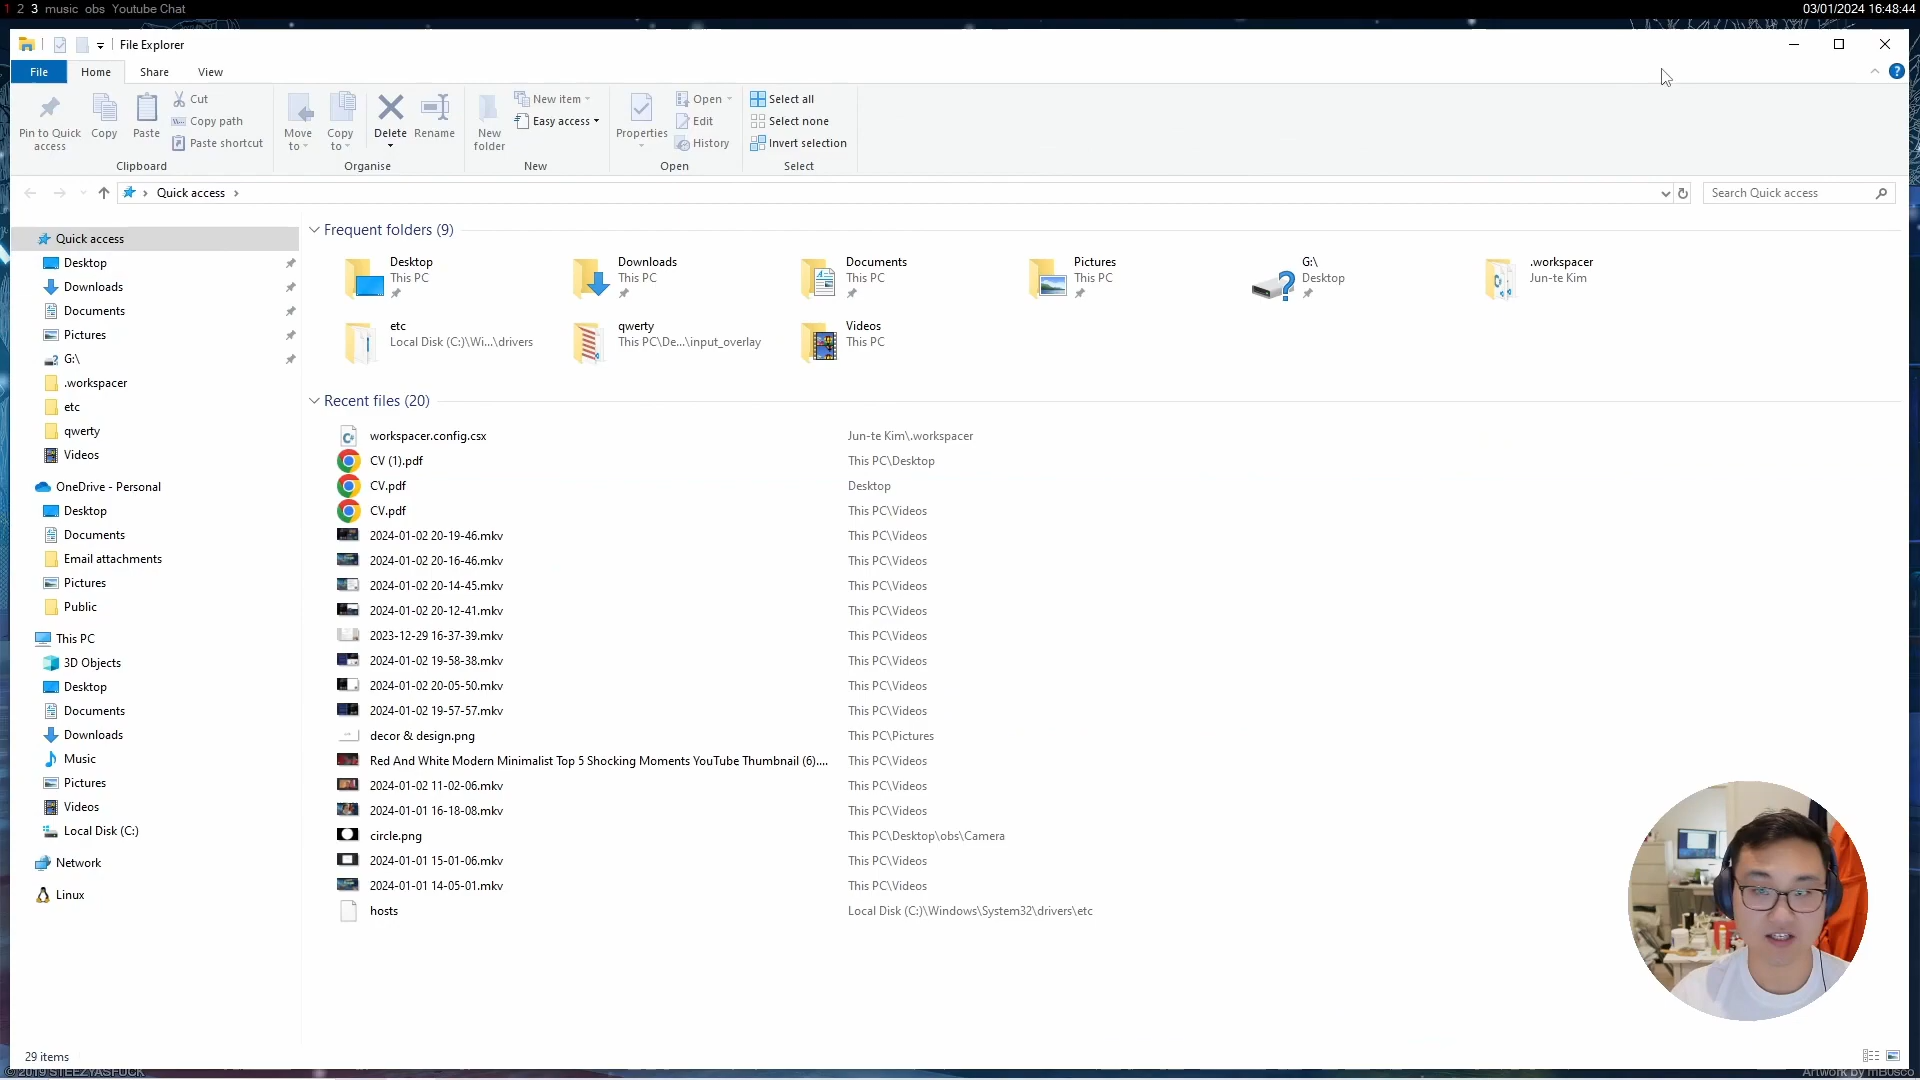 1 2 3 music obs Youtube Chat
03/01/2024 16:48:44
File Explorer
File Home Share View
Pin to Quick access
Copy
Paste
Cut
Copy path
Paste shortcut
Clipboard
Move to
Copy to
Delete
Rename
Organise
New folder
New item
Easy access
New
Properties
Open
Edit
History
Open
Select all
Select none
Invert selection
Select
Quick access
Search Quick access
Quick access
Desktop
Downloads
Documents
Pictures
G:\
.workspacer
etc
qwerty
Videos
OneDrive - Personal
Desktop
Documents
Email attachments
Pictures
Public
This PC
3D Objects
Desktop
Documents
Downloads
Music
Pictures
Videos
Local Disk (C:)
Network
Linux
Frequent folders (9)
Desktop
This PC
Downloads
This PC
Documents
This PC
Pictures
This PC
G:\
Desktop
.workspacer
Jun-te Kim
etc
Local Disk (C:)\Wi...\drivers
qwerty
This PC\De...\input_overlay
Videos
This PC
Recent files (20)
workspacer.config.csx Jun-te Kim\.workspacer
CV (1).pdf This PC\Desktop
CV.pdf Desktop
CV.pdf This PC\Videos
2024-01-02 20-19-46.mkv This PC\Videos
2024-01-02 20-16-46.mkv This PC\Videos
2024-01-02 20-14-45.mkv This PC\Videos
2024-01-02 20-12-41.mkv This PC\Videos
2023-12-29 16-37-39.mkv This PC\Videos
2024-01-02 19-58-38.mkv This PC\Videos
2024-01-02 20-05-50.mkv This PC\Videos
2024-01-02 19-57-57.mkv This PC\Videos
decor & design.png This PC\Pictures
Red And White Modern Minimalist Top 5 Shocking Moments YouTube Thumbnail (6).... This PC\Videos
2024-01-02 11-02-06.mkv This PC\Videos
2024-01-01 16-18-08.mkv This PC\Videos
circle.png This PC\Desktop\obs\Camera
2024-01-01 15-01-06.mkv This PC\Videos
2024-01-01 14-05-01.mkv This PC\Videos
hosts Local Disk (C:)\Windows\System32\drivers\etc
29 items
© 2019 STEEZYASFUCK
Artwork by mBusco